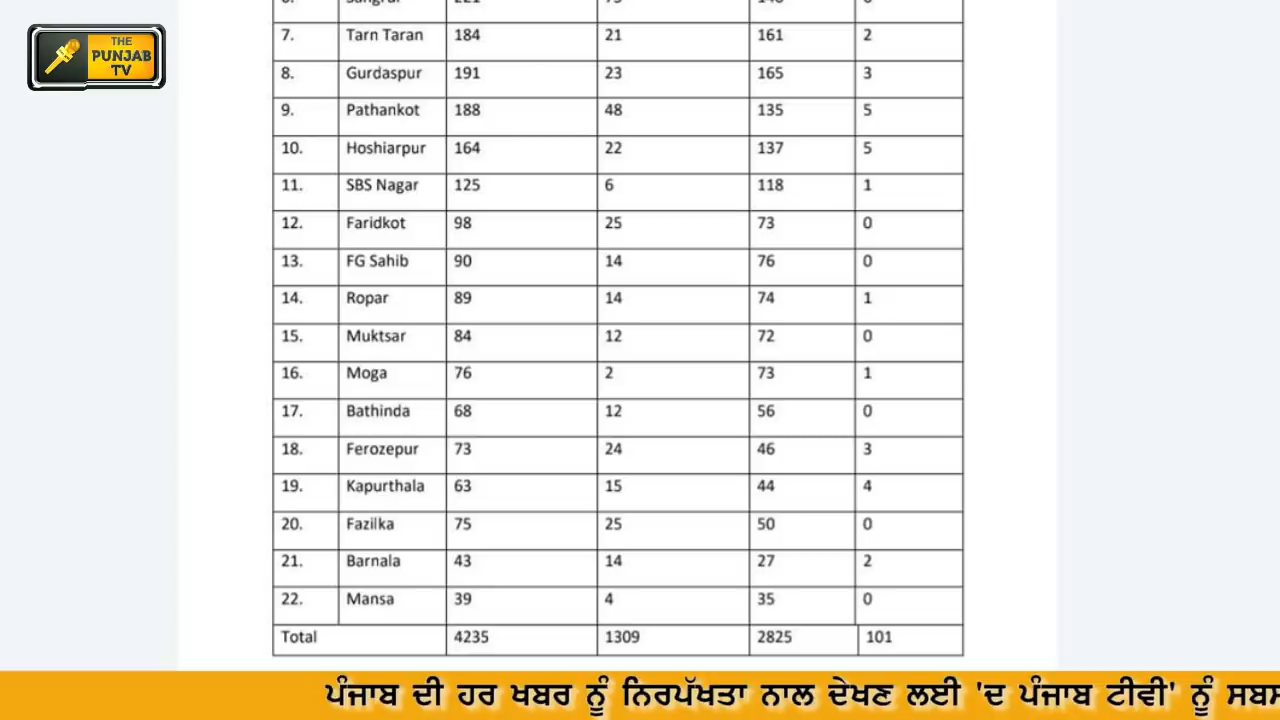 THE
PUNJAB
TV
7. Tarn Taran 184 21 161 2
8. Gurdaspur 191 23 165 3
9. Pathankot 188 48 135 5
10. Hoshiarpur 164 22 137 5
11. SBS Nagar 125 6 118 1
12. Faridkot 98 25 73 0
13. FG Sahib 90 14 76 0
14. Ropar 89 14 74 1
15. Muktsar 84 12 72 0
16. Moga 76 2 73 1
17. Bathinda 68 12 56 0
18. Ferozepur 73 24 46 3
19. Kapurthala 63 15 44 4
20. Fazilka 75 25 50 0
21. Barnala 43 14 27 2
22. Mansa 39 4 35 0
Total 4235 1309 2825 101
ਪੰਜਾਬ ਦੀ ਹਰ ਖਬਰ ਨੂੰ ਨਿਰਪੱਖਤਾ ਨਾਲ ਦੇਖਣ ਲਈ 'ਦ ਪੰਜਾਬ ਟੀਵੀ' ਨੂੰ